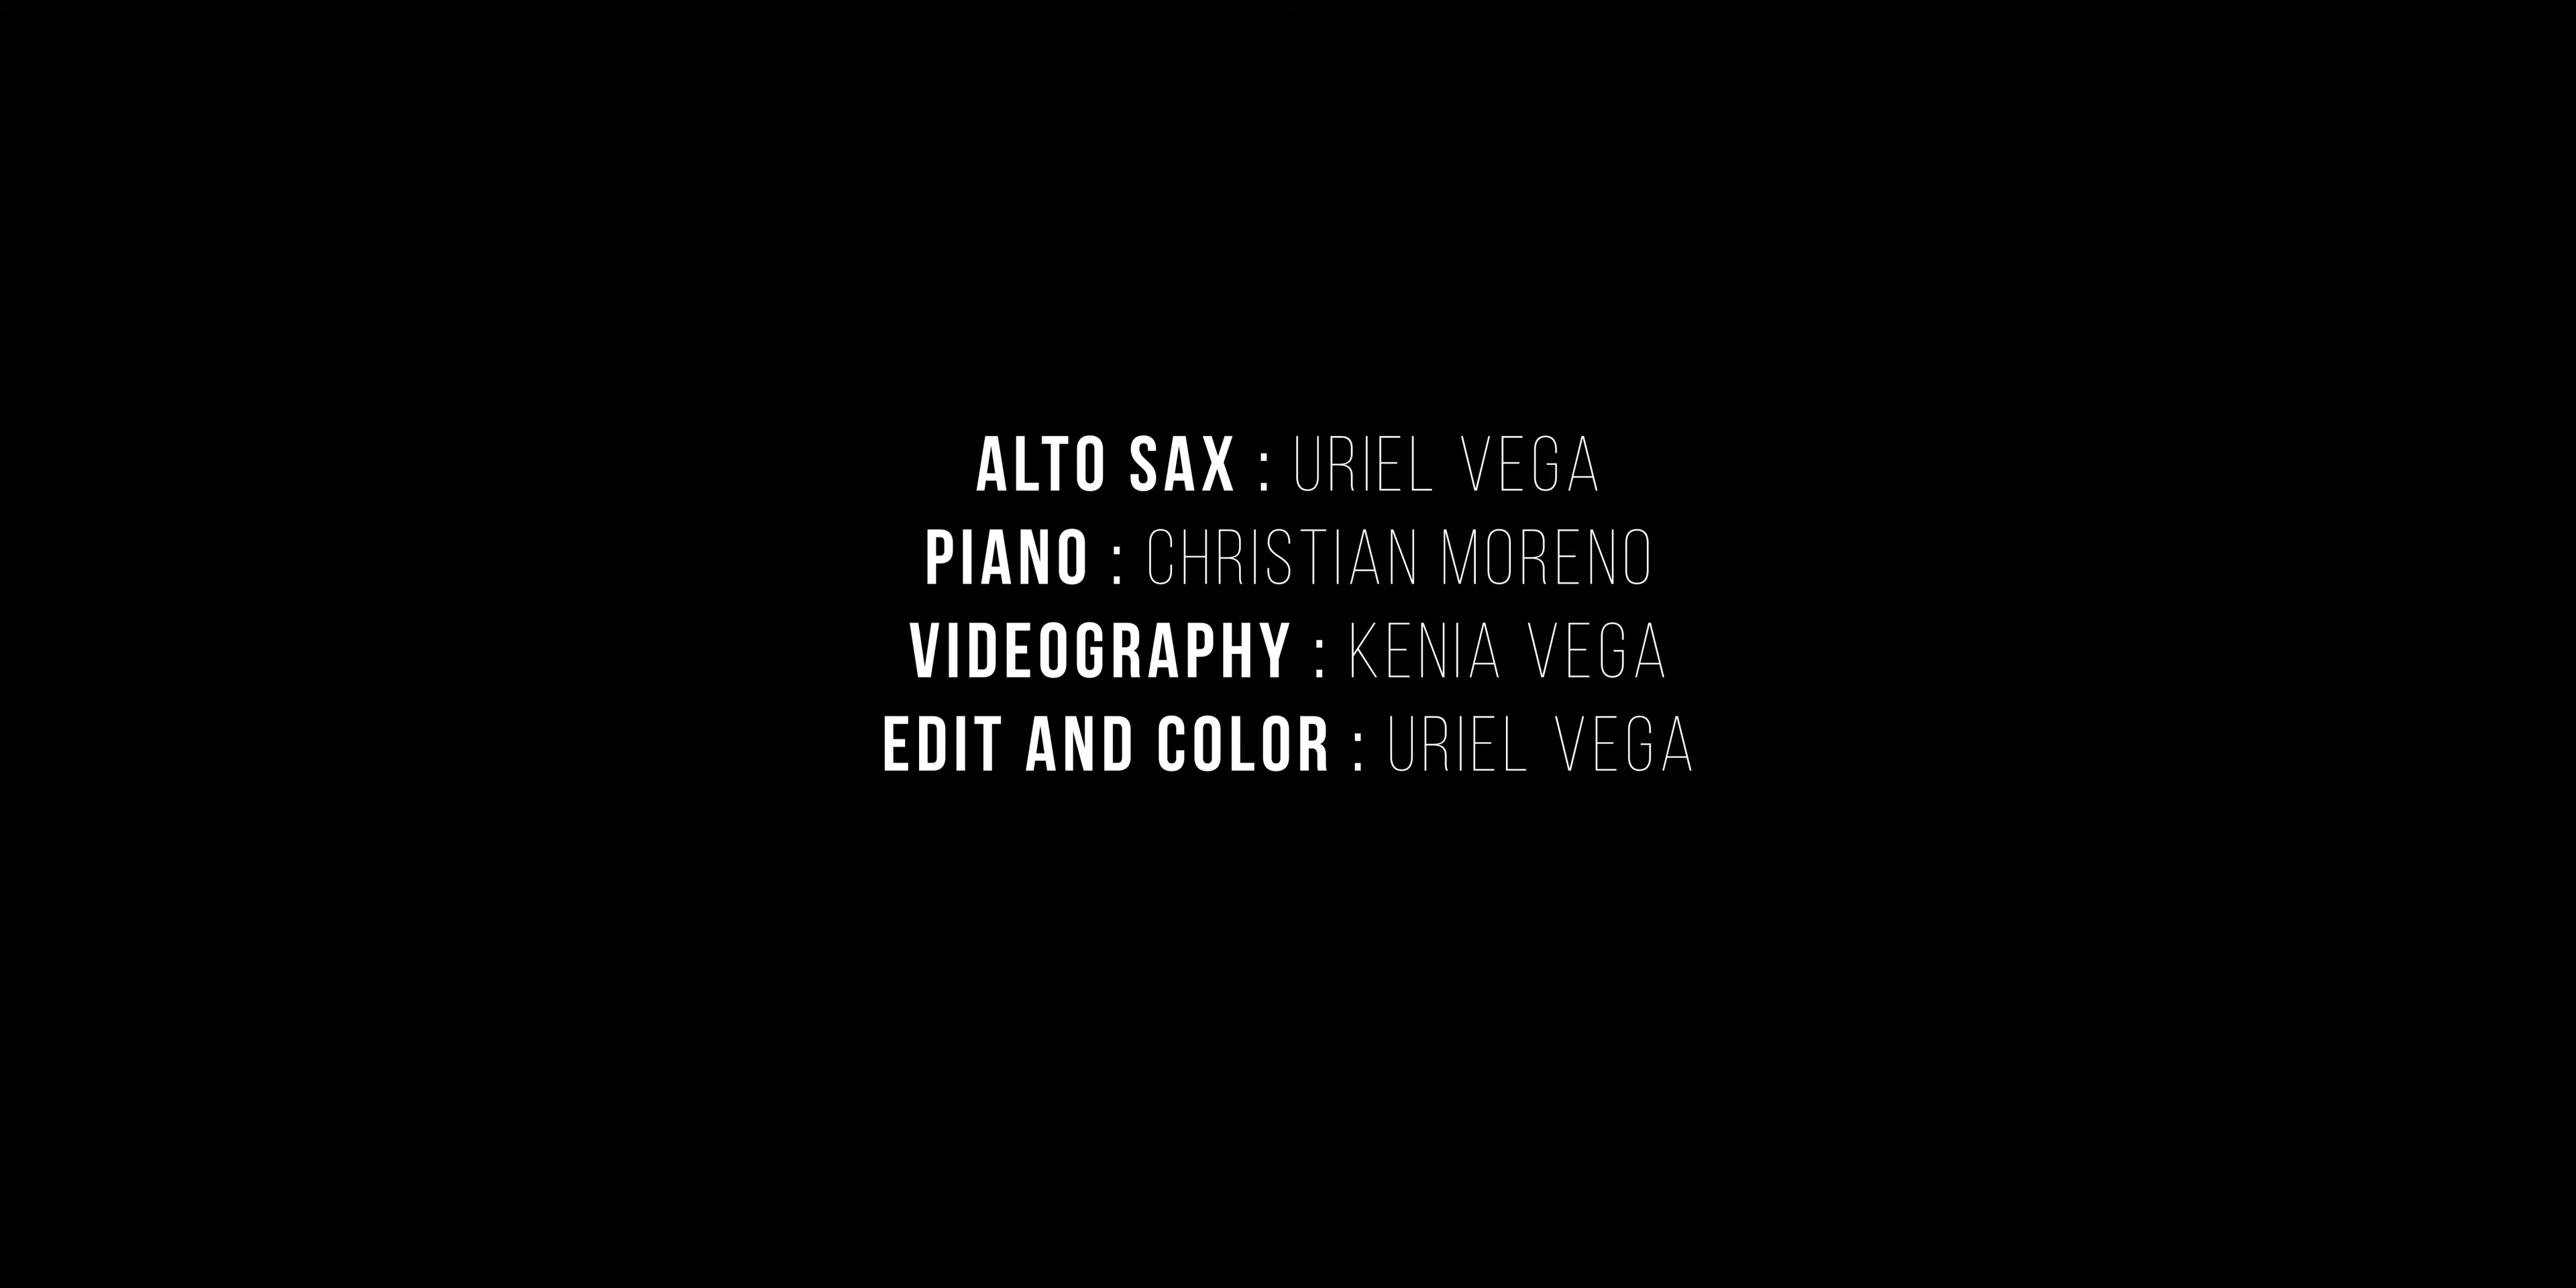 ALTO SAX : URIEL VEGA
PIANO : CHRISTIAN MORENO
VIDEOGRAPHY : KENIA VEGA
EDIT AND COLOR : URIEL VEGA